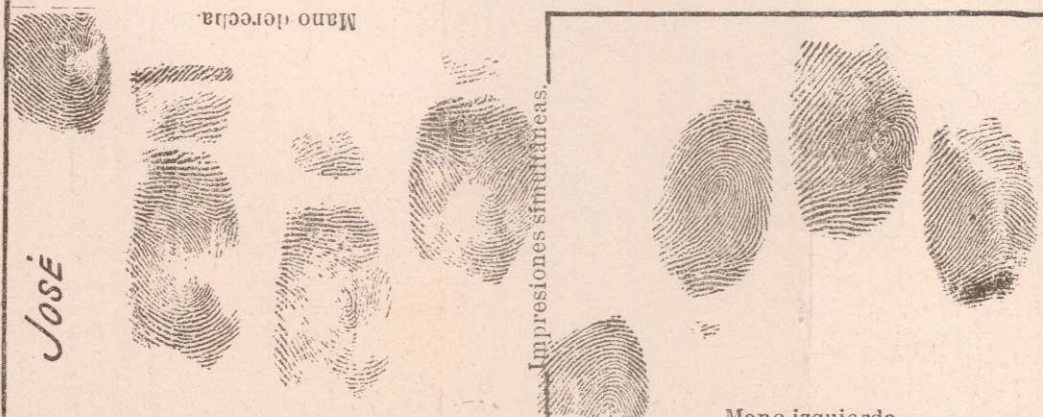 Mano derecha.
Impresiones simultáneas.
JOSÉ
Mano izquierda